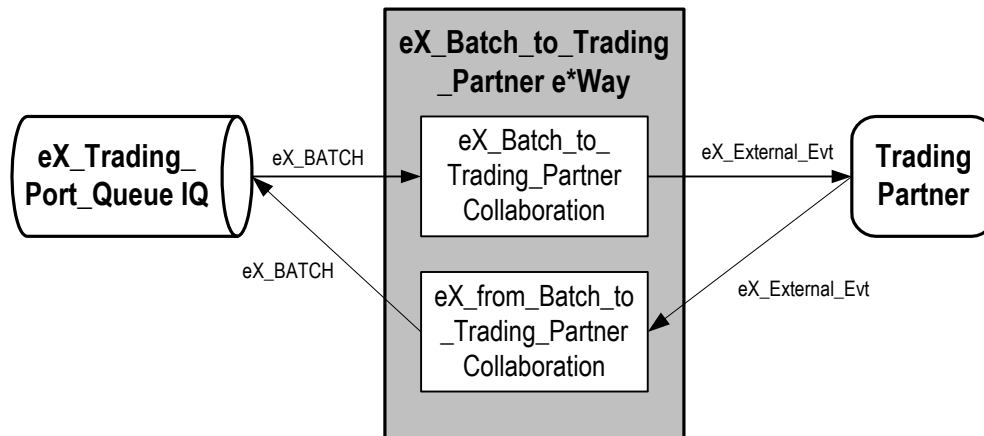 eX_Batch_to_Trading
_Partner e*Way
eX_Trading_
Port_Queue IQ
eX_BATCH
eX_Batch_to_
Trading_Partner
Collaboration
eX_External_Evt
Trading
Partner
eX_BATCH
eX_from_Batch_to
_Trading_Partner
Collaboration
eX_External_Evt